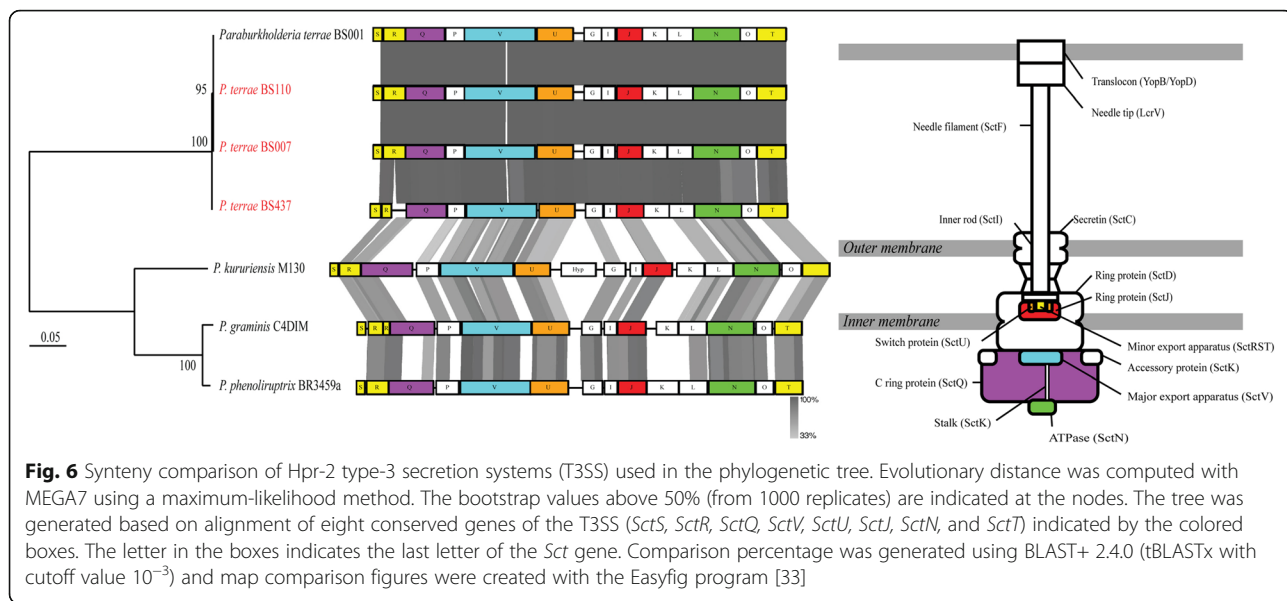 Paraburkholderia terrae BS001
S R Q P V U G I J K L N O T
95
P. terrae BS110
S R Q P V U G I J K L N O T
100
P. terrae BS007
S R Q P V U G I J K L N O T
P. terrae BS437
S R Q P V U G I J K L N O T
P. kururiensis M130
S R Q P V U Hyp G I J K L N O T
P. graminis C4DIM
S R R Q P V U G I J K L N O T
0.05
100
P. phenoliruptrix BR3459a
S R Q P V U G I J K L N O T
100%
33%
Translocon (YopB/YopD)
Needle tip (LcrV)
Needle filament (SctF)
Inner rod (SctI)
Secretin (SctC)
Outer membrane
Ring protein (SctD)
Ring protein (SctJ)
Inner membrane
Switch protein (SctU)
Minor export apparatus (SctRST)
Accessory protein (SctK)
C ring protein (SctQ)
Major export apparatus (SctV)
Stalk (SctK)
ATPase (SctN)
Fig. 6 Synteny comparison of Hpr-2 type-3 secretion systems (T3SS) used in the phylogenetic tree. Evolutionary distance was computed with
MEGA7 using a maximum-likelihood method. The bootstrap values above 50% (from 1000 replicates) are indicated at the nodes. The tree was
generated based on alignment of eight conserved genes of the T3SS (SctS, SctR, SctQ, SctV, SctU, SctJ, SctN, and SctT) indicated by the colored
boxes. The letter in the boxes indicates the last letter of the Sct gene. Comparison percentage was generated using BLAST+ 2.4.0 (tBLASTx with
cutoff value 10⁻³) and map comparison figures were created with the Easyfig program [33]